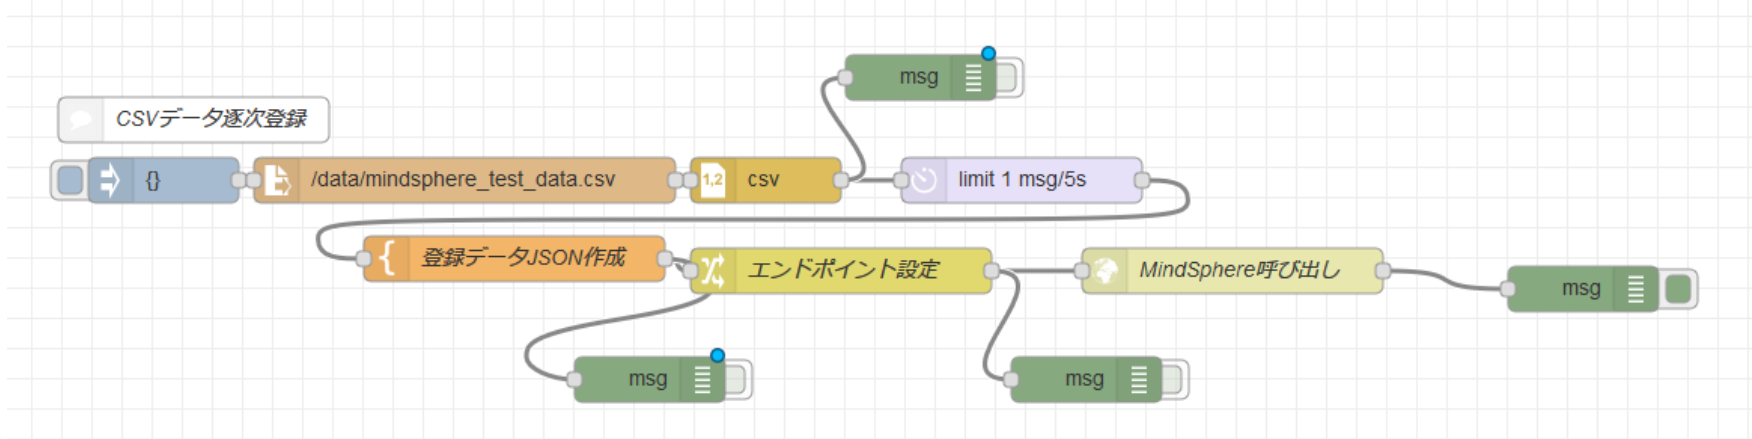 msg
CSVデータ逐次登録
{}
/data/mindsphere_test_data.csv
1,2
csv
limit 1 msg/5s
{
登録データJSON作成
エンドポイント設定
MindSphere呼び出し
msg
msg
msg